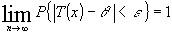 lim n→∞ P{|T(x) − θ| < ε} = 1